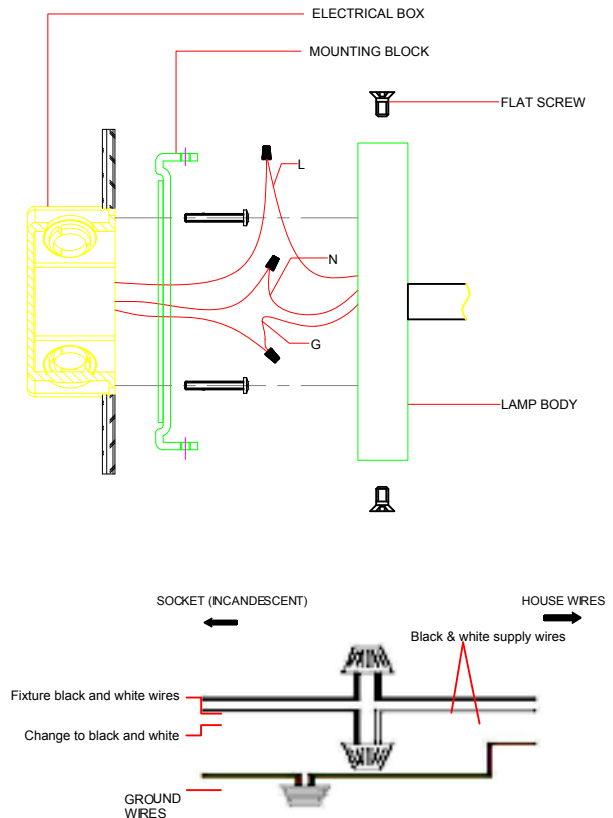 ELECTRICAL BOX
MOUNTING BLOCK
FLAT SCREW
L
N
G
LAMP BODY
SOCKET (INCANDESCENT)
HOUSE WIRES
Black & white supply wires
Fixture black and white wires
Change to black and white
GROUND
WIRES